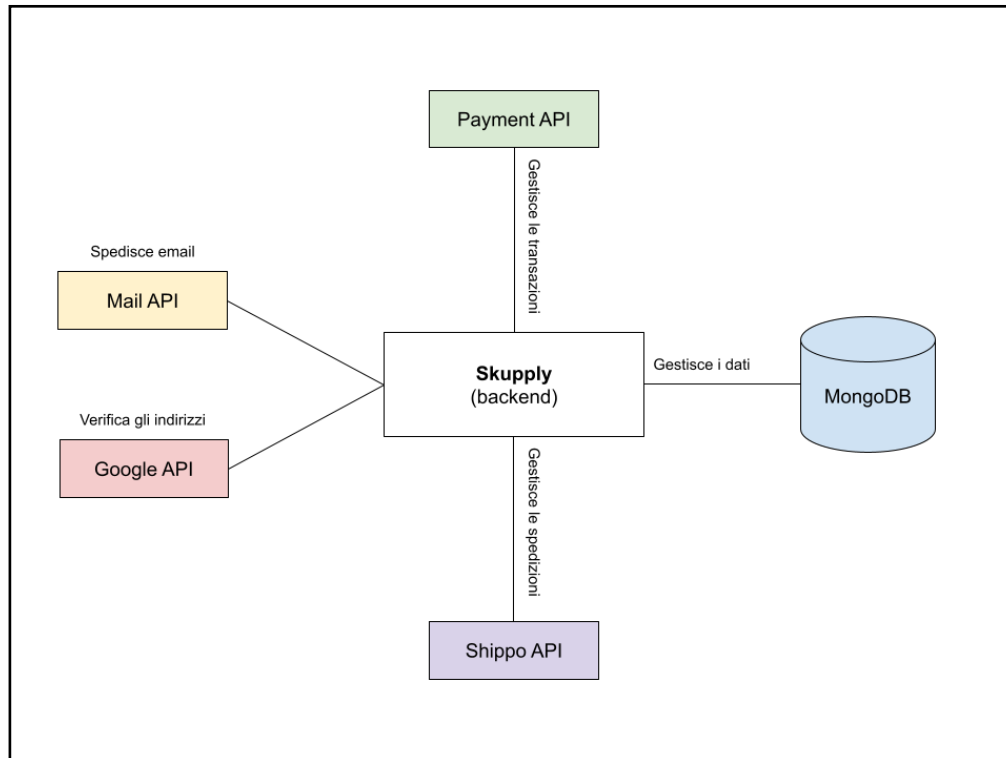 Payment API
Gestisce le transazioni
Spedisce email
Mail API
Verifica gli indirizzi
Google API
Skupply
(backend)
Gestisce i dati
MongoDB
Gestisce le spedizioni
Shippo API